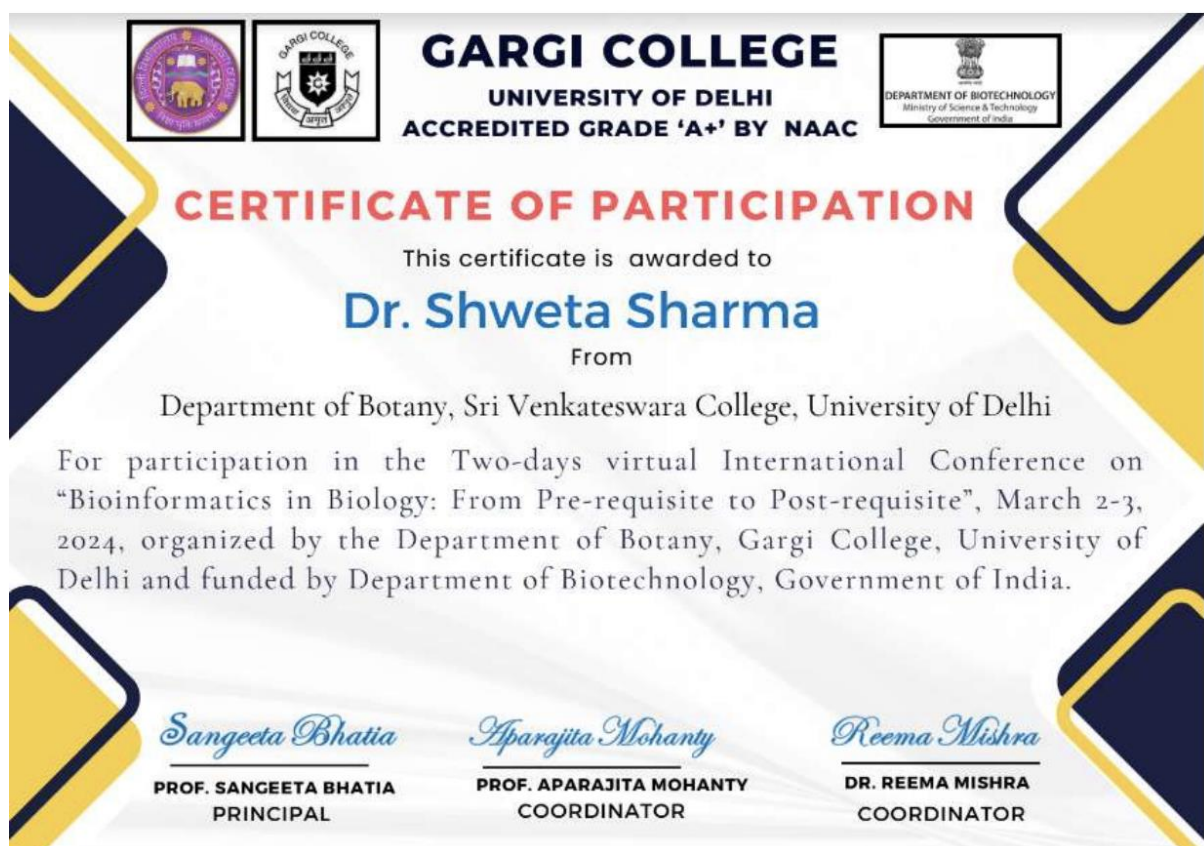 GARGI COLLEGE
GARGI COLLEGE
UNIVERSITY OF DELHI
ACCREDITED GRADE ‘A+’ BY NAAC
DEPARTMENT OF BIOTECHNOLOGY
Ministry of Science & Technology
Government of India
CERTIFICATE OF PARTICIPATION
This certificate is awarded to
Dr. Shweta Sharma
From
Department of Botany, Sri Venkateswara College, University of Delhi
For participation in the Two-days virtual International Conference on
“Bioinformatics in Biology: From Pre-requisite to Post-requisite”, March 2-3,
2024, organized by the Department of Botany, Gargi College, University of
Delhi and funded by Department of Biotechnology, Government of India.
Sangeeta Bhatia
PROF. SANGEETA BHATIA
PRINCIPAL
Aparajita Mohanty
PROF. APARAJITA MOHANTY
COORDINATOR
Reema Mishra
DR. REEMA MISHRA
COORDINATOR